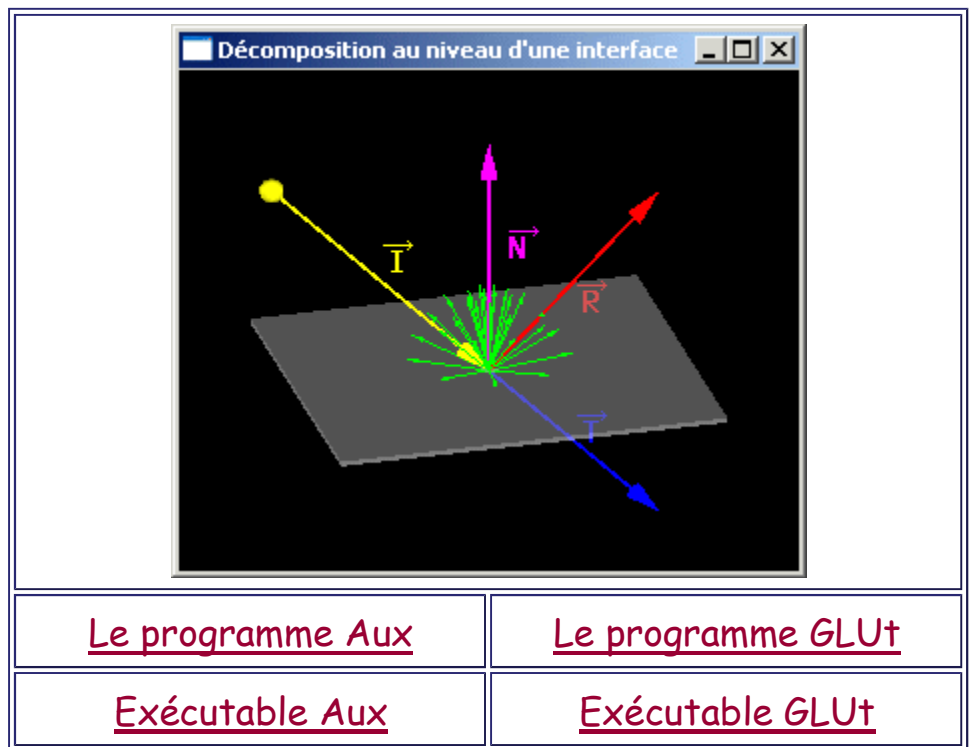 Décomposition au niveau d'une interface
N
I
R
T
Le programme Aux
Le programme GLUt
Exécutable Aux
Exécutable GLUt